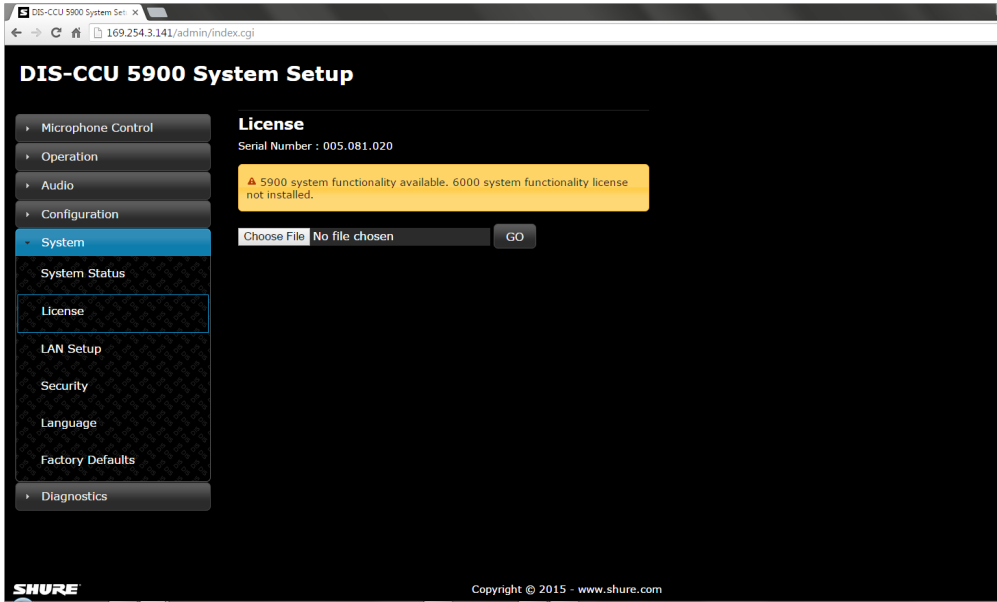 DIS-CCU 5900 System Set
169.254.3.141/admin/index.cgi
DIS-CCU 5900 System Setup
Microphone Control
Operation
Audio
Configuration
System
System Status
License
LAN Setup
Security
Language
Factory Defaults
Diagnostics
License
Serial Number : 005.081.020
5900 system functionality available. 6000 system functionality license
not installed.
Choose File No file chosen
GO
SHURE
Copyright © 2015 - www.shure.com